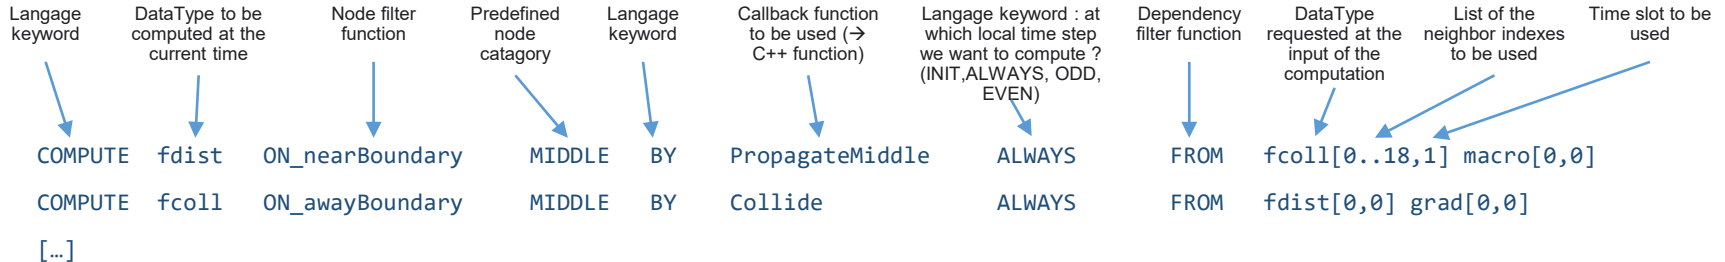 Langage
keyword
DataType to be
computed at the
current time
Node filter
function
Predefined
node
catagory
Langage
keyword
Callback function
to be used (→
C++ function)
Langage keyword : at
which local time step
we want to compute ?
(INIT,ALWAYS, ODD,
EVEN)
Dependency
filter function
DataType
requested at the
input of the
computation
List of the
neighbor indexes
to be used
Time slot to be
used
COMPUTE fdist ON_nearBoundary MIDDLE BY PropagateMiddle ALWAYS FROM fcoll[0..18,1] macro[0,0]
COMPUTE fcoll ON_awayBoundary MIDDLE BY Collide ALWAYS FROM fdist[0,0] grad[0,0]
[…]